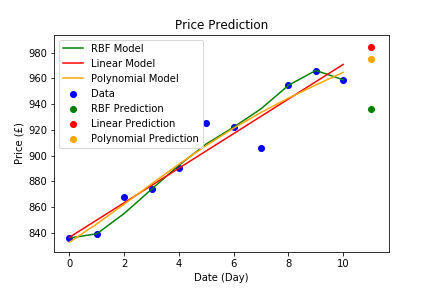 Price Prediction
RBF Model
Linear Model
Polynomial Model
Data
RBF Prediction
Linear Prediction
Polynomial Prediction
Price (£)
980
960
940
920
900
880
860
840
0 2 4 6 8 10
Date (Day)